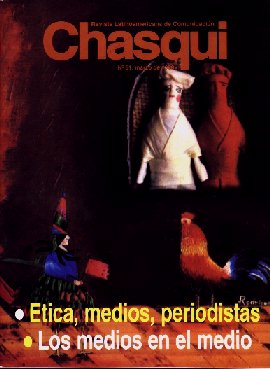 Revista Latinoamericana de Comunicación
Chasqui
• Etica, medios, periodistas
• Los medios en el medio